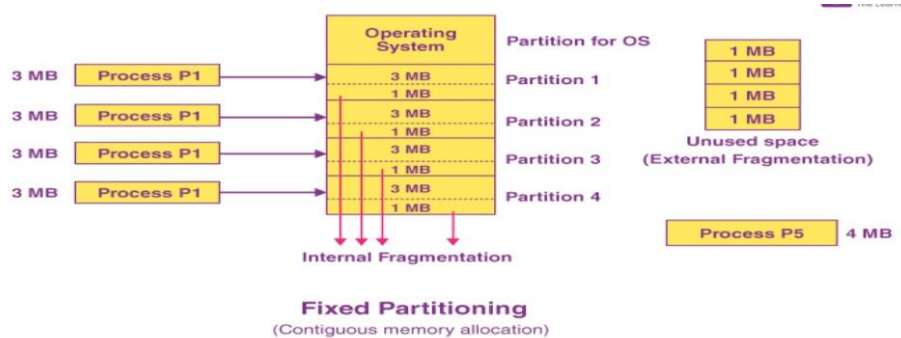 The Learn
Operating
System
Partition for OS
3 MB Process P1
3 MB
1 MB
Partition 1
3 MB Process P1
3 MB
1 MB
Partition 2
3 MB Process P1
3 MB
1 MB
Partition 3
3 MB Process P1
3 MB
1 MB
Partition 4
Internal Fragmentation
1 MB
1 MB
1 MB
1 MB
Unused space
(External Fragmentation)
Process P5 4 MB
Fixed Partitioning
(Contiguous memory allocation)